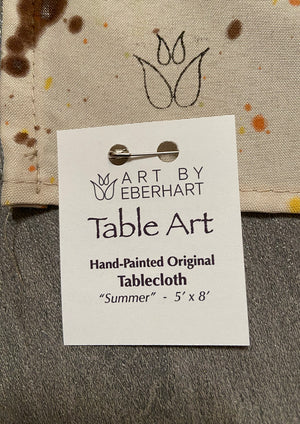 ART BY
EBERHART
Table Art
Hand-Painted Original
Tablecloth
"Summer" - 5' x 8'